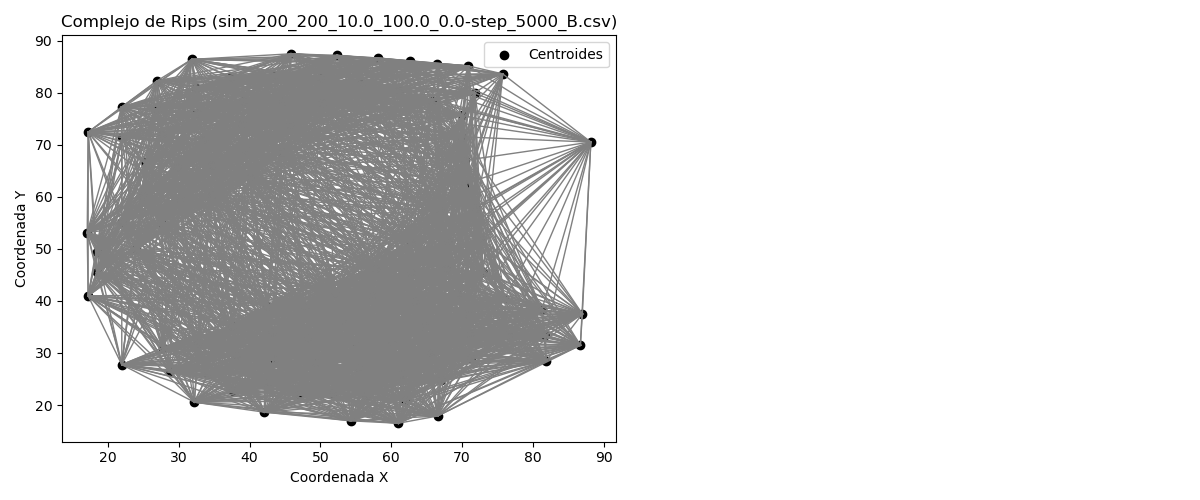 Complejo de Rips (sim_200_200_10.0_100.0_0.0-step_5000_B.csv)
Centroides
90
80
70
60
50
40
30
20
Coordenada Y
20 30 40 50 60 70 80 90
Coordenada X